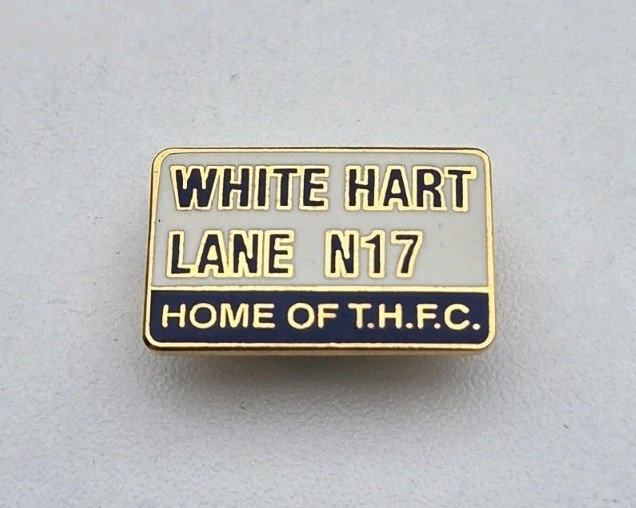 WHITE HART
LANE N17
HOME OF T.H.F.C.